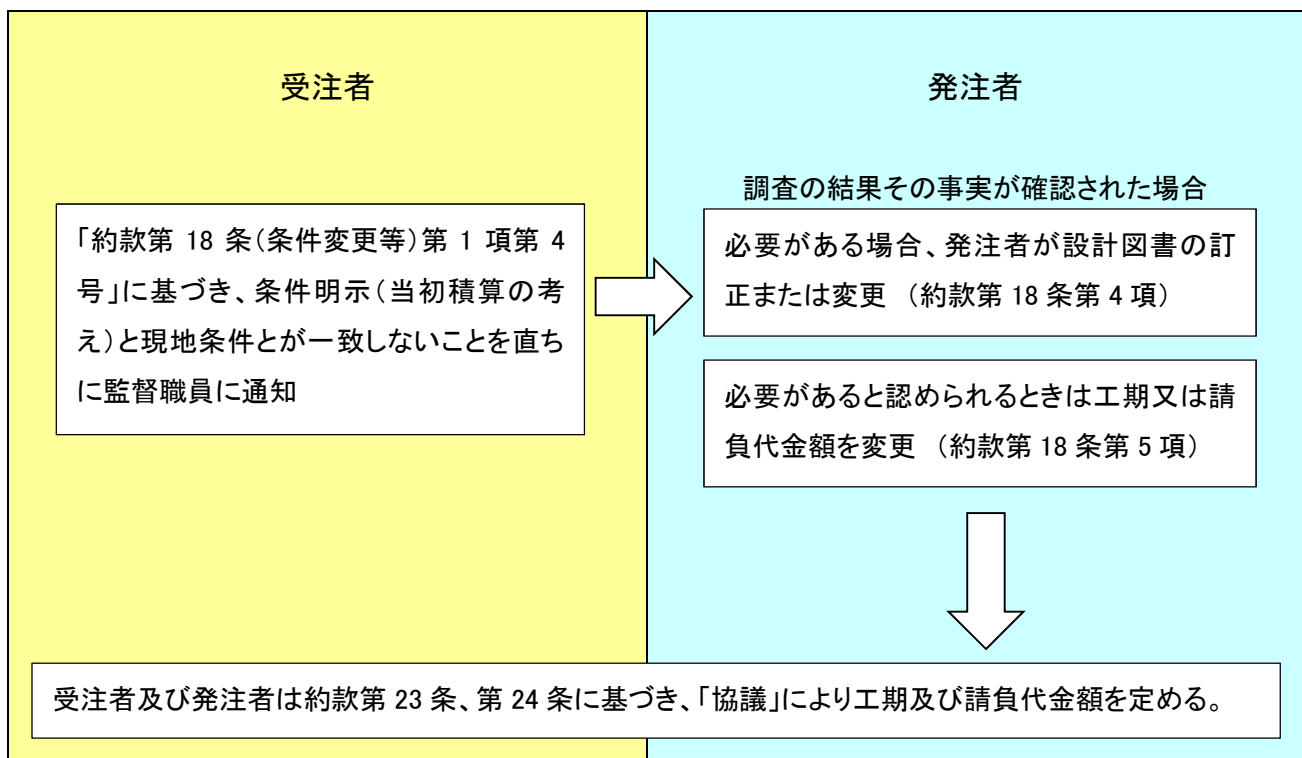 受注者
「約款第 18 条(条件変更等)第 1 項第 4
号」に基づき、条件明示(当初積算の考
え)と現地条件とが一致しないことを直ち
に監督職員に通知
発注者
調査の結果その事実が確認された場合
必要がある場合、発注者が設計図書の訂
正または変更 (約款第 18 条第 4 項)
必要があると認められるときは工期又は請
負代金額を変更 (約款第 18 条第 5 項)
受注者及び発注者は約款第 23 条、第 24 条に基づき、「協議」により工期及び請負代金額を定める。